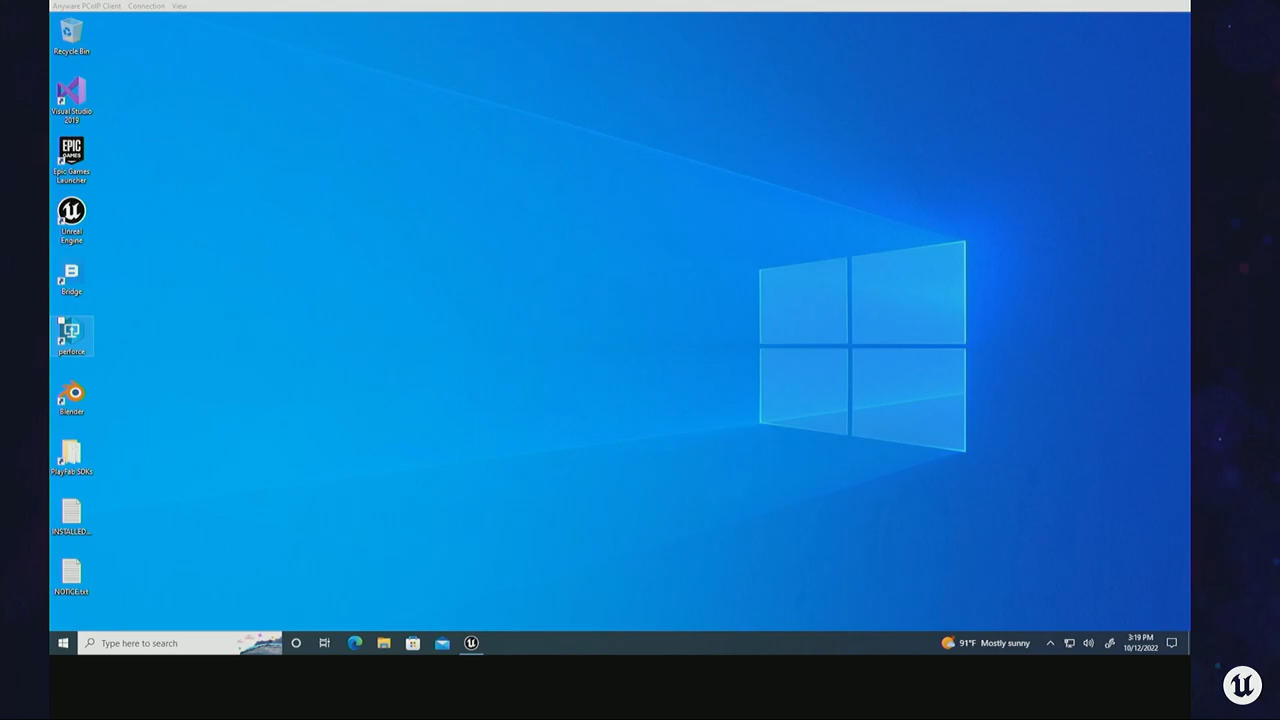 Anyware PCoIP Client Connection View
Recycle Bin
Visual Studio
2019
EPIC
GAMES
Epic Games
Launcher
Unreal
Engine
Bridge
perforce
Blender
PlayFab SDKs
INSTALLED...
NOTICE.txt
Type here to search
91°F Mostly sunny
3:19 PM
10/12/2022